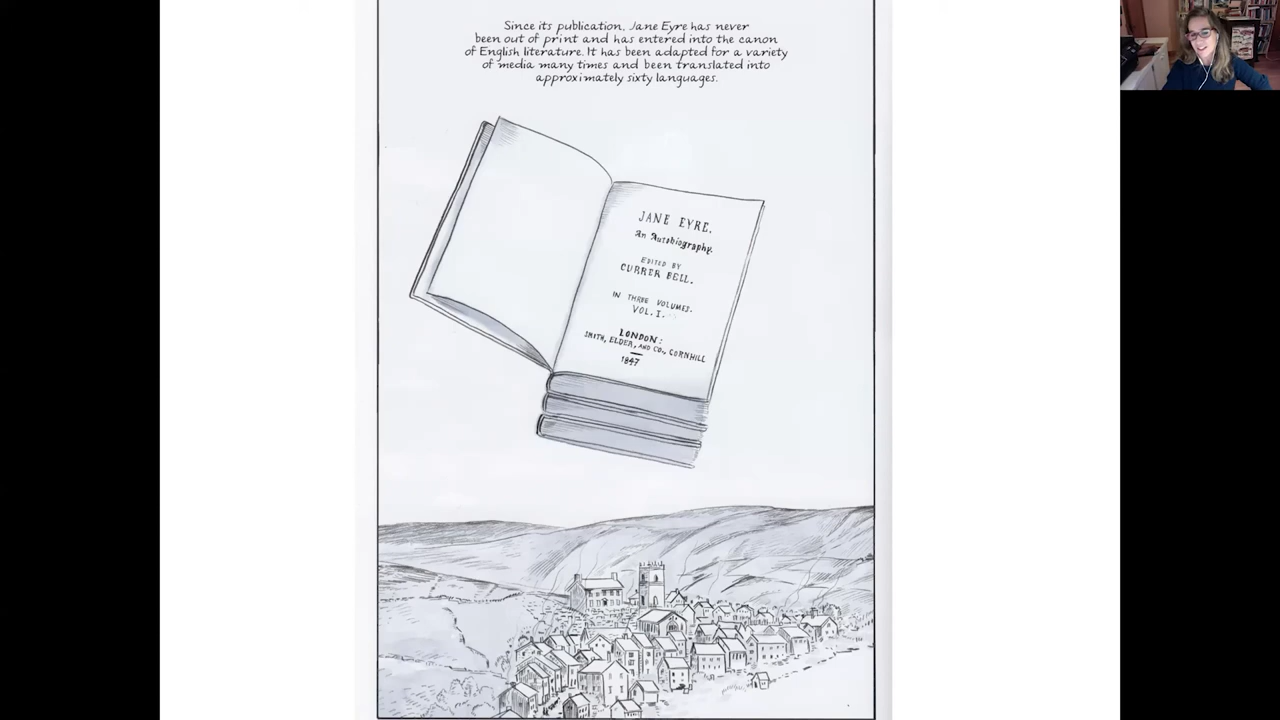 Since its publication, Jane Eyre has never
been out of print and has entered into the canon
of English literature. It has been adapted for a variety
of media many times and been translated into
approximately sixty languages.
JANE EYRE.
An Autobiography.
EDITED BY
CURRER BELL.
IN THREE VOLUMES.
VOL. I.
LONDON:
SMITH, ELDER, AND CO., CORNHILL
1847